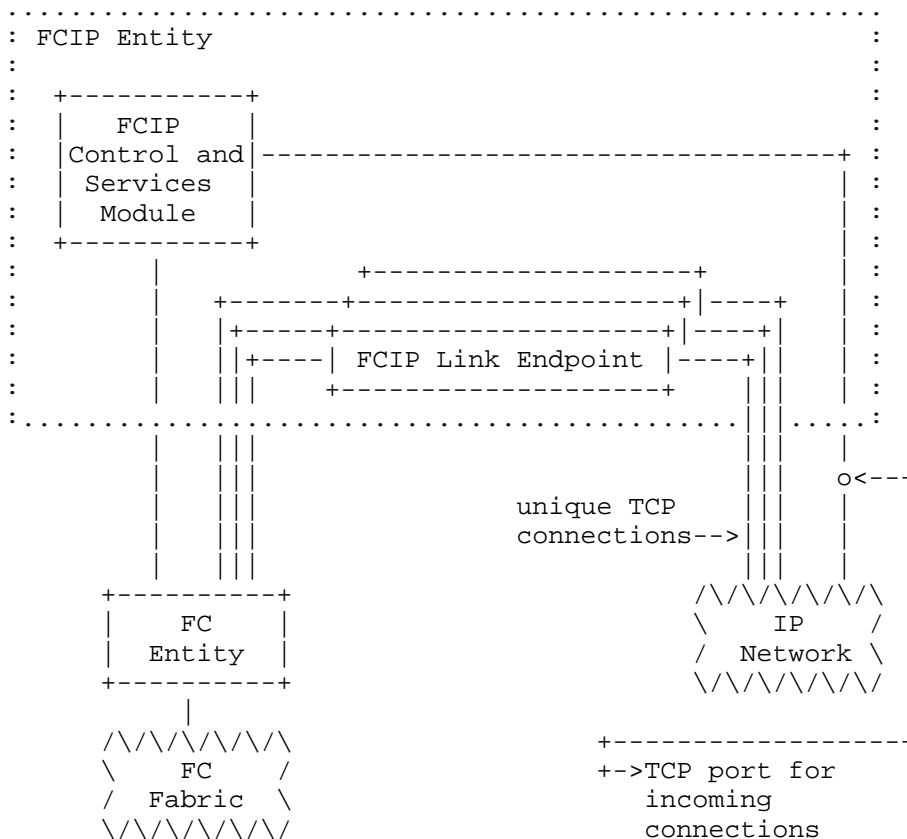 FCIP Entity
FCIP
Control and
Services
Module
FCIP Link Endpoint
unique TCP
connections-->
o<--
FC
Entity
IP
Network
FC
Fabric
+->TCP port for
incoming
connections